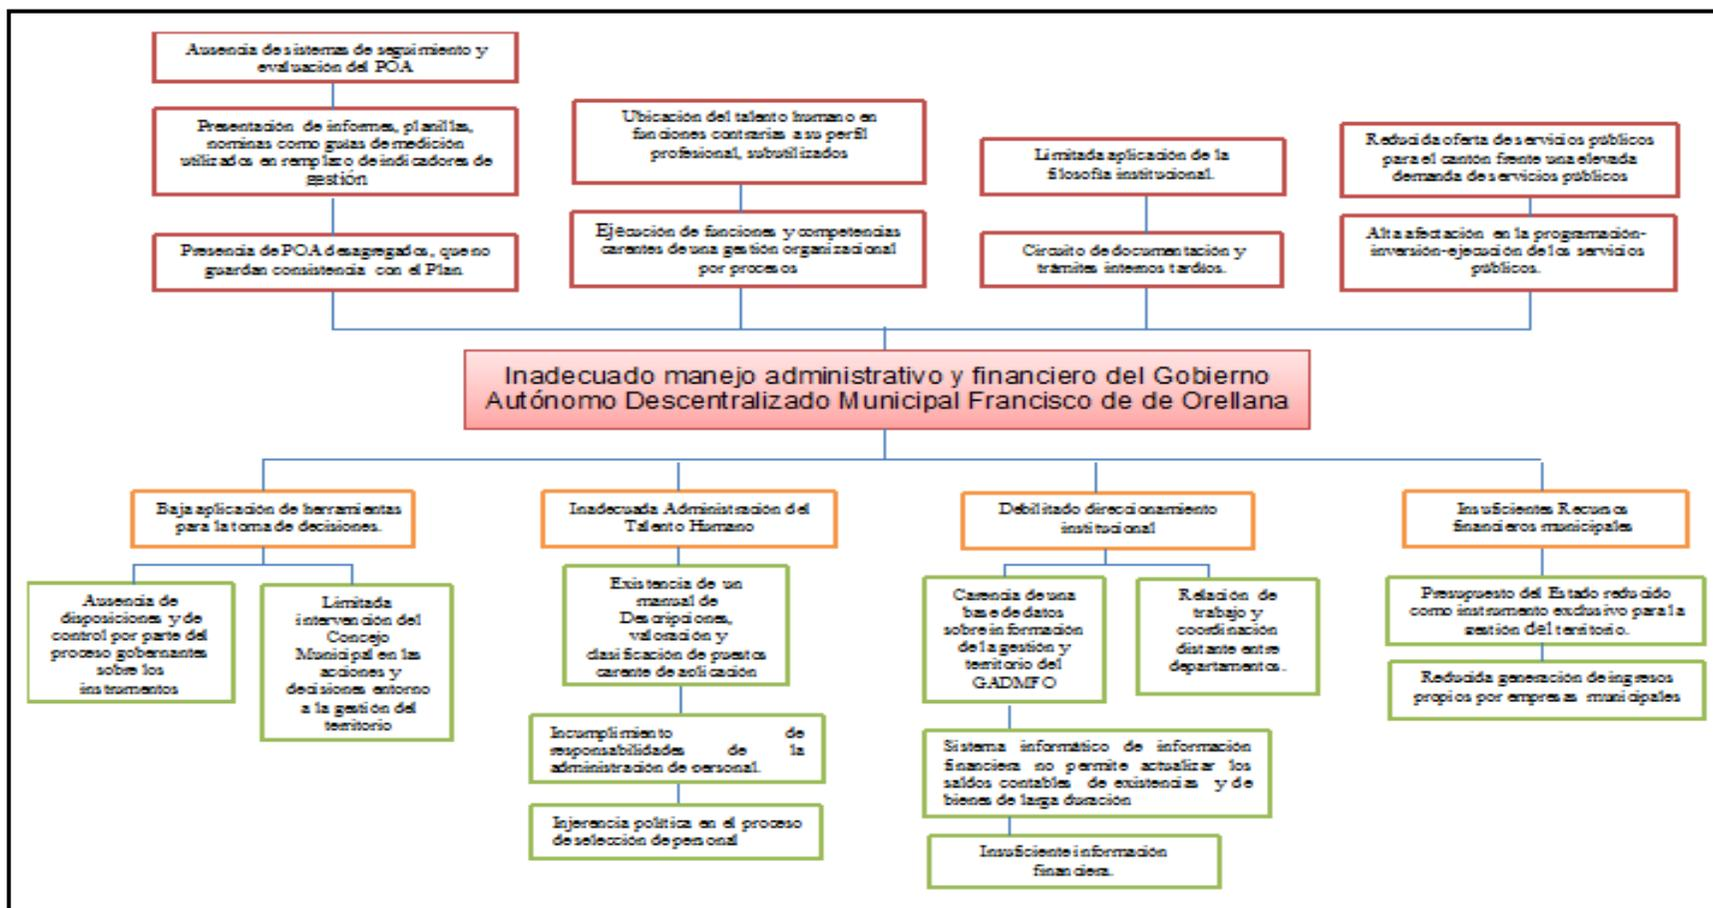 Ausencia de sistemas de seguimiento y
evaluación del POA
Presentación de informes, planillas,
nominas como guías de medición
utilizados en remplazo de indicadores de
gestión
Presencia de POA desagregados, que no
guardan consistencia con el Plan.
Ubicación del talento humano en
funciones contrarias a su perfil
profesional, subutilizados
Ejecución de funciones y competencias
carentes de una gestión organizacional
por procesos
Limitada aplicación de la
filosofía institucional.
Circuito de documentación y
trámites internos tardíos.
Reducida oferta de servicios públicos
para el cantón frente una elevada
demanda de servicios públicos
Alta afectación en la programación-
inversión-ejecución de los servicios
públicos.
Inadecuado manejo administrativo y financiero del Gobierno
Autónomo Descentralizado Municipal Francisco de de Orellana
Baja aplicación de herramientas
para la toma de decisiones.
Ausencia de
disposiciones y de
control por parte del
proceso gobernantes
sobre los
instrumentos
Limitada
intervención del
Concejo
Municipal en las
acciones y
decisiones entorno
a la gestión del
territorio
Inadecuada Administración del
Talento Humano
Existencia de un
manual de
Descripciones,
valoración y
clasificación de puestos
carente de aplicación
Incumplimiento de
responsabilidades de la
administración de personal.
Injerencia política en el proceso
de selección de personal
Debilitado direccionamiento
institucional
Carencia de una
base de datos
sobre información
de la gestión y
territorio del
GADMFO
Relación de
trabajo y
coordinación
distante entre
departamentos.
Sistema informático de información
financiera no permite actualizar los
saldos contables de existencias y de
bienes de larga duración
Insuficiente información
financiera.
Insuficientes Recursos
financieros municipales
Presupuesto del Estado reducido
como instrumento exclusivo para la
gestión del territorio.
Reducida generación de ingresos
propios por empresas municipales